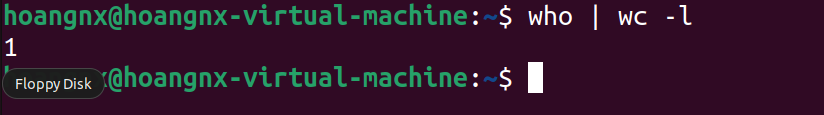 hoangnx@hoangnx-virtual-machine:~$ who | wc -l
1
@hoangnx-virtual-machine:~$
Floppy Disk